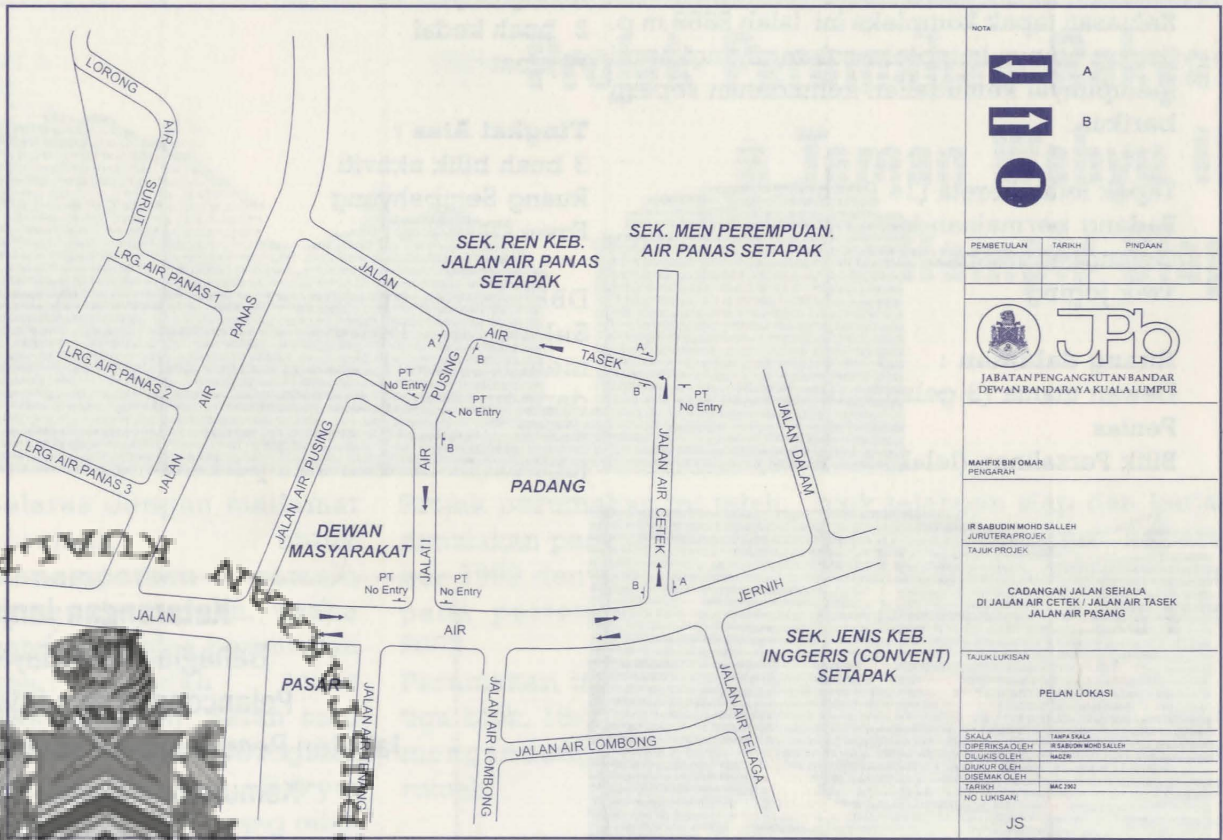 LORONG
AIR
SURUT
LRG AIR PANAS 1
LRG AIR PANAS 2
LRG AIR PANAS 3
JALAN
AIR
PANAS
SEK. REN KEB.
JALAN AIR PANAS
SETAPAK
SEK. MEN PEREMPUAN.
AIR PANAS SETAPAK
JALAN
AIR
TASEK
A
B
PUSING
PT
No Entry
PT
No Entry
B
A
B
PT
No Entry
JALAN AIR PUSING
AIR
JALAN
PADANG
DEWAN
MASYARAKAT
JALAN AIR CETEK
JALAN DALAM
PT
No Entry
PT
No Entry
B
A
JALAN
AIR
JERNIH
SEK. JENIS KEB.
INGGERIS (CONVENT)
SETAPAK
PASAR
JALAN AIR LOMBONG
JALAN AIR LOMBONG
JALAN AIR TELAGA
NOTA
A
B
PEMBETULAN TARIKH PINDAAN
JPb
JABATAN PENGANGKUTAN BANDAR
DEWAN BANDARAYA KUALA LUMPUR
MAHFIX BIN OMAR
PENGARAH
IR SABUDIN MOHD SALLEH
JURUTERA PROJEK
TAJUK PROJEK
CADANGAN JALAN SEHALA
DI JALAN AIR CETEK / JALAN AIR TASEK
JALAN AIR PASANG
TAJUK LUKISAN
PELAN LOKASI
SKALA TANPA SKALA
DIPERIKSA OLEH IR SABUDIN MOHD SALLEH
DILUKIS OLEH NADZRI
DIUKUR OLEH
DISEMAK OLEH
TARIKH MAC 2002
NO LUKISAN
JS